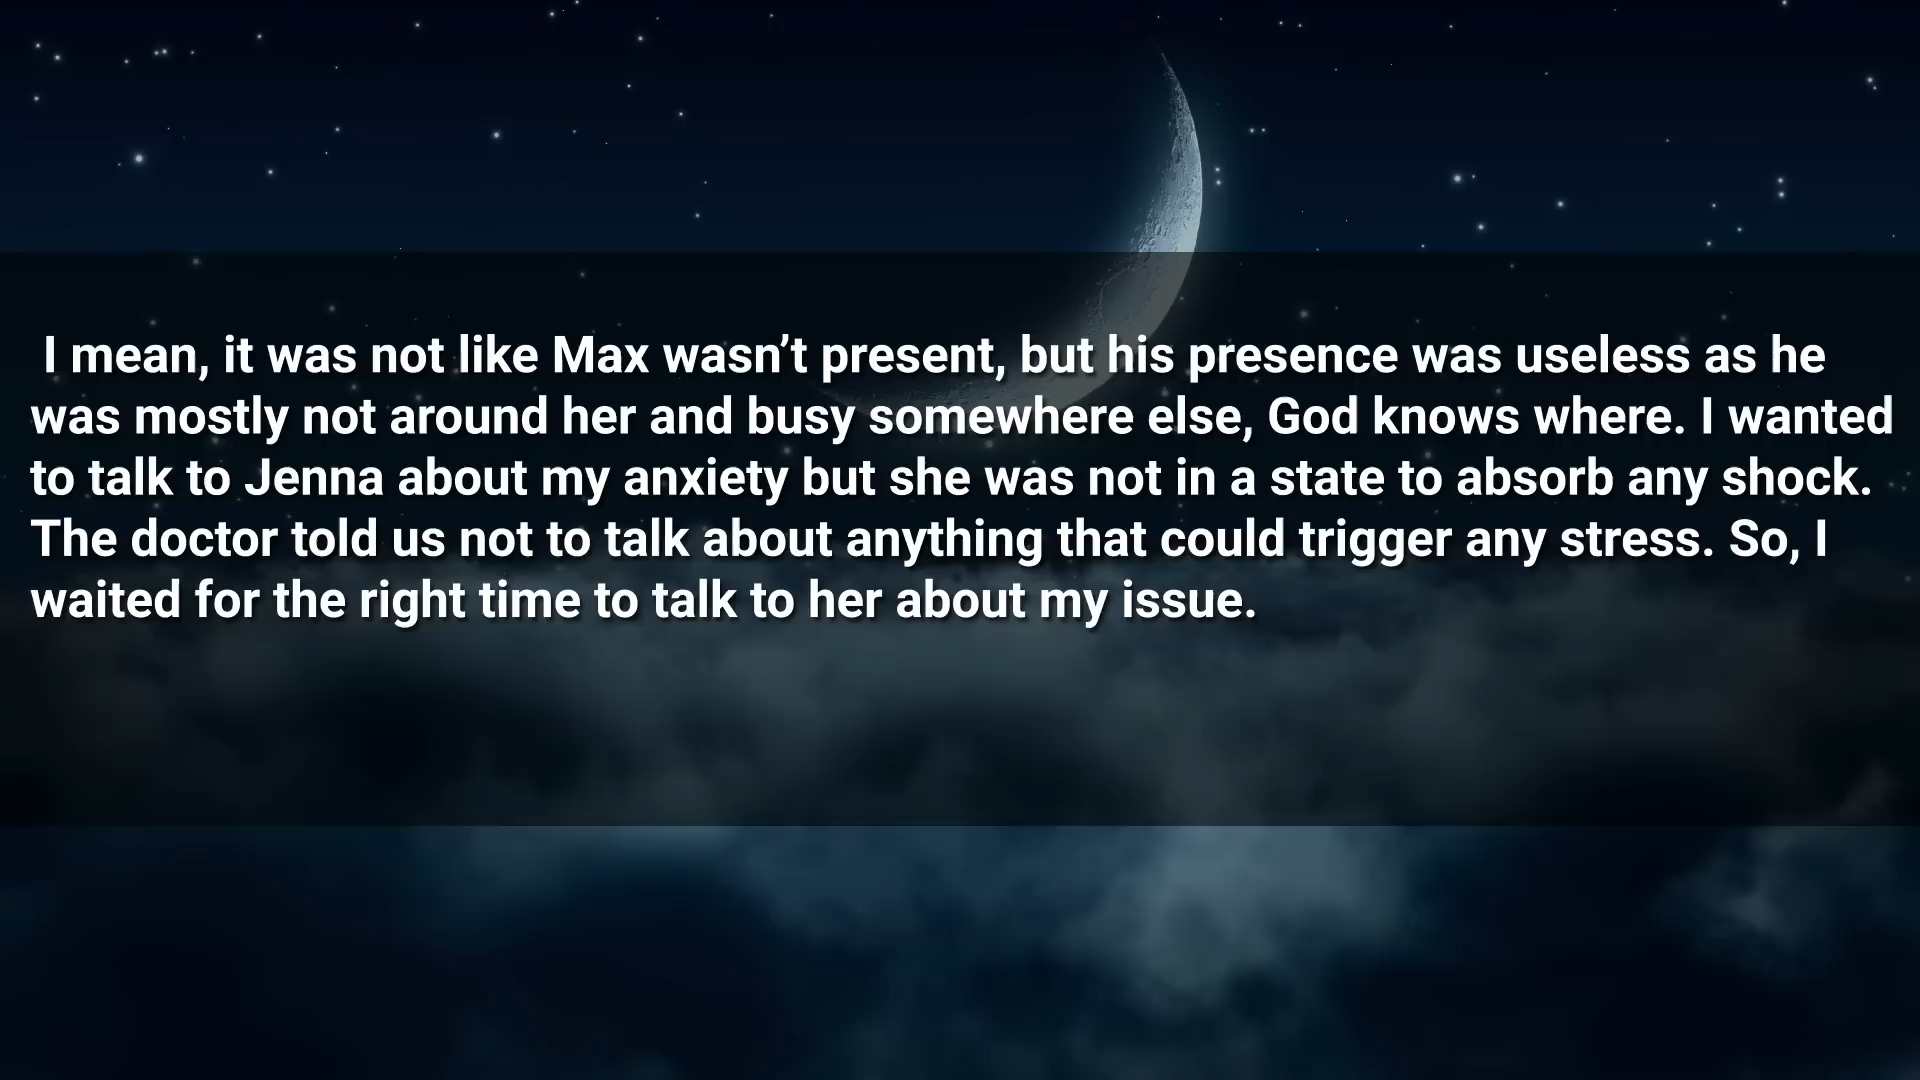 I mean, it was not like Max wasn’t present, but his presence was useless as he
was mostly not around her and busy somewhere else, God knows where. I wanted
to talk to Jenna about my anxiety but she was not in a state to absorb any shock.
The doctor told us not to talk about anything that could trigger any stress. So, I
waited for the right time to talk to her about my issue.